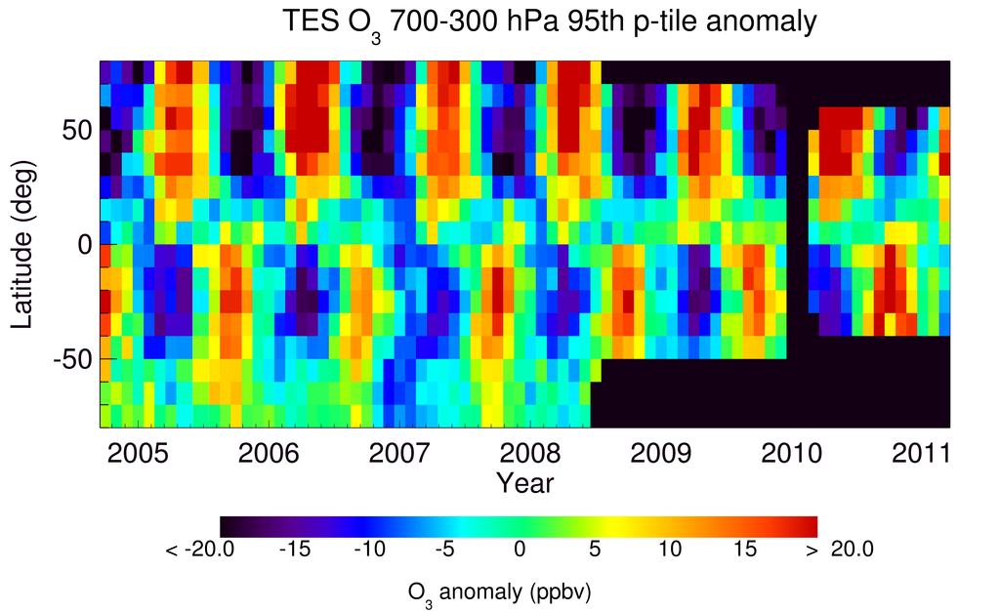 TES O₃ 700-300 hPa 95th p-tile anomaly
Latitude (deg)
50
0
-50
2005 2006 2007 2008 2009 2010 2011
Year
< -20.0 -15 -10 -5 0 5 10 15 > 20.0
O₃ anomaly (ppbv)